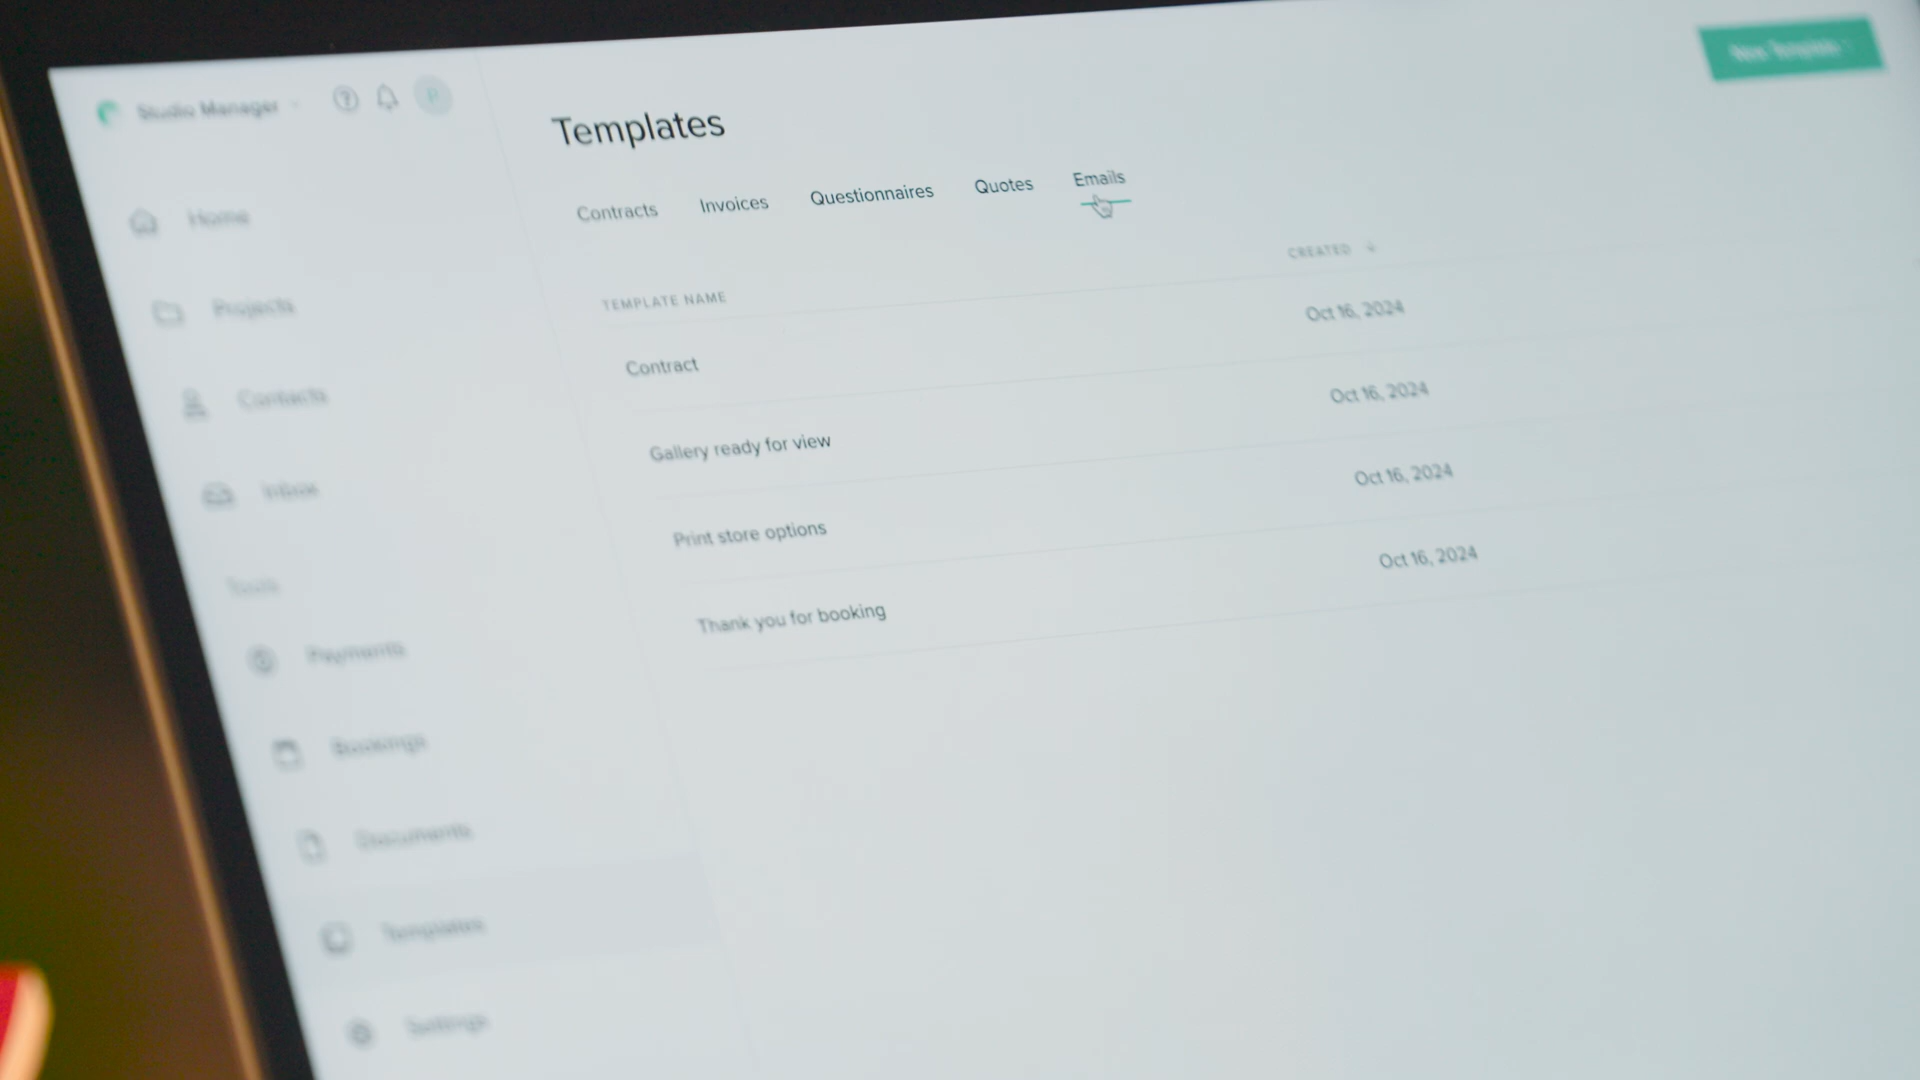 Studio Manager
Home
Projects
Contacts
Inbox
Tools
Payments
Bookings
Documents
Templates
Settings
New Template
Templates
Contracts Invoices Questionnaires Quotes Emails
TEMPLATE NAME CREATED
Contract Oct 16, 2024
Gallery ready for view Oct 16, 2024
Print store options Oct 16, 2024
Thank you for booking Oct 16, 2024